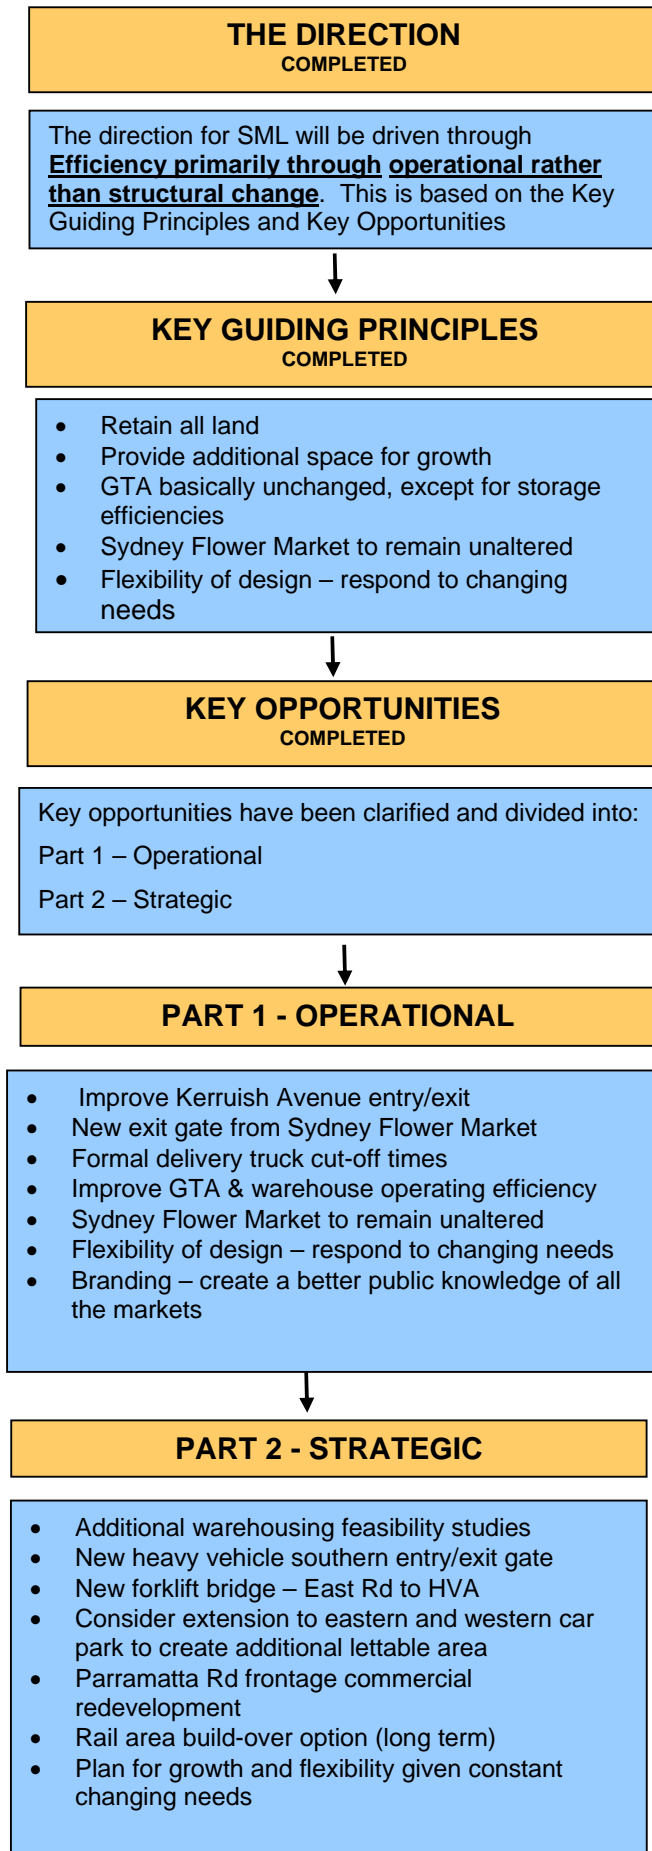 THE DIRECTION
COMPLETED
The direction for SML will be driven through
Efficiency primarily through operational rather
than structural change. This is based on the Key
Guiding Principles and Key Opportunities
KEY GUIDING PRINCIPLES
COMPLETED
• Retain all land
• Provide additional space for growth
• GTA basically unchanged, except for storage
efficiencies
• Sydney Flower Market to remain unaltered
• Flexibility of design – respond to changing
needs
KEY OPPORTUNITIES
COMPLETED
Key opportunities have been clarified and divided into:
Part 1 – Operational
Part 2 – Strategic
PART 1 - OPERATIONAL
• Improve Kerruish Avenue entry/exit
• New exit gate from Sydney Flower Market
• Formal delivery truck cut-off times
• Improve GTA & warehouse operating efficiency
• Sydney Flower Market to remain unaltered
• Flexibility of design – respond to changing needs
• Branding – create a better public knowledge of all
the markets
PART 2 - STRATEGIC
• Additional warehousing feasibility studies
• New heavy vehicle southern entry/exit gate
• New forklift bridge – East Rd to HVA
• Consider extension to eastern and western car
park to create additional lettable area
• Parramatta Rd frontage commercial
redevelopment
• Rail area build-over option (long term)
• Plan for growth and flexibility given constant
changing needs